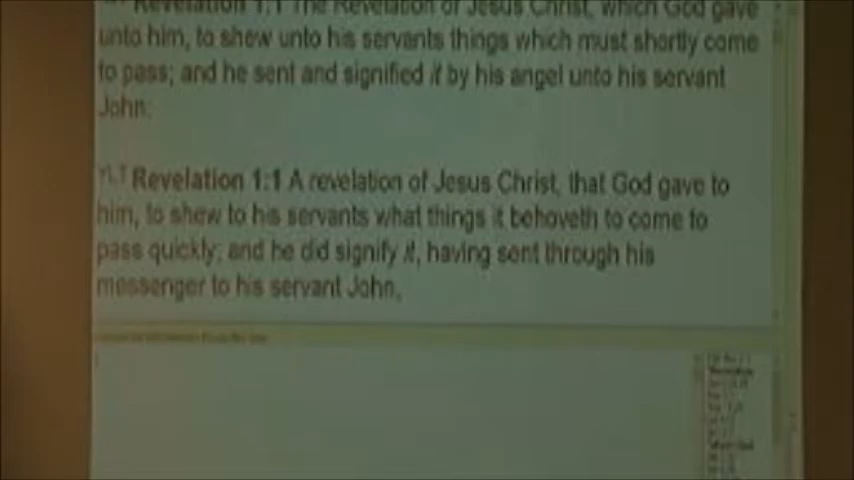 Revelation 1:1 The Revelation of Jesus Christ, which God gave
unto him, to shew unto his servants things which must shortly come
to pass; and he sent and signified it by his angel unto his servant
John:
YLT Revelation 1:1 A revelation of Jesus Christ, that God gave to
him, to shew to his servants what things it behoveth to come to
pass quickly; and he did signify it, having sent through his
messenger to his servant John,